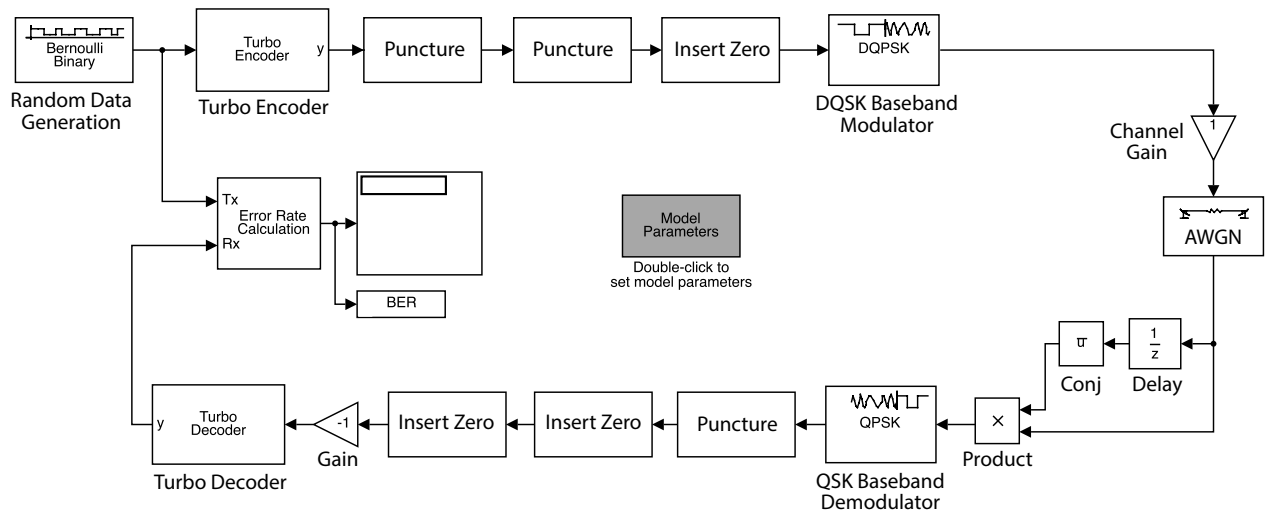 Bernoulli
Binary
Random Data
Generation
Turbo
Encoder
y
Turbo Encoder
Puncture
Puncture
Insert Zero
DQPSK
DQSK Baseband
Modulator
Channel
Gain
1
AWGN
Tx
Rx
Error Rate
Calculation
BER
Model
Parameters
Double-click to
set model parameters
u
Conj
1
z
Delay
y
Turbo
Decoder
Turbo Decoder
-1
Gain
Insert Zero
Insert Zero
Puncture
QPSK
QSK Baseband
Demodulator
×
Product